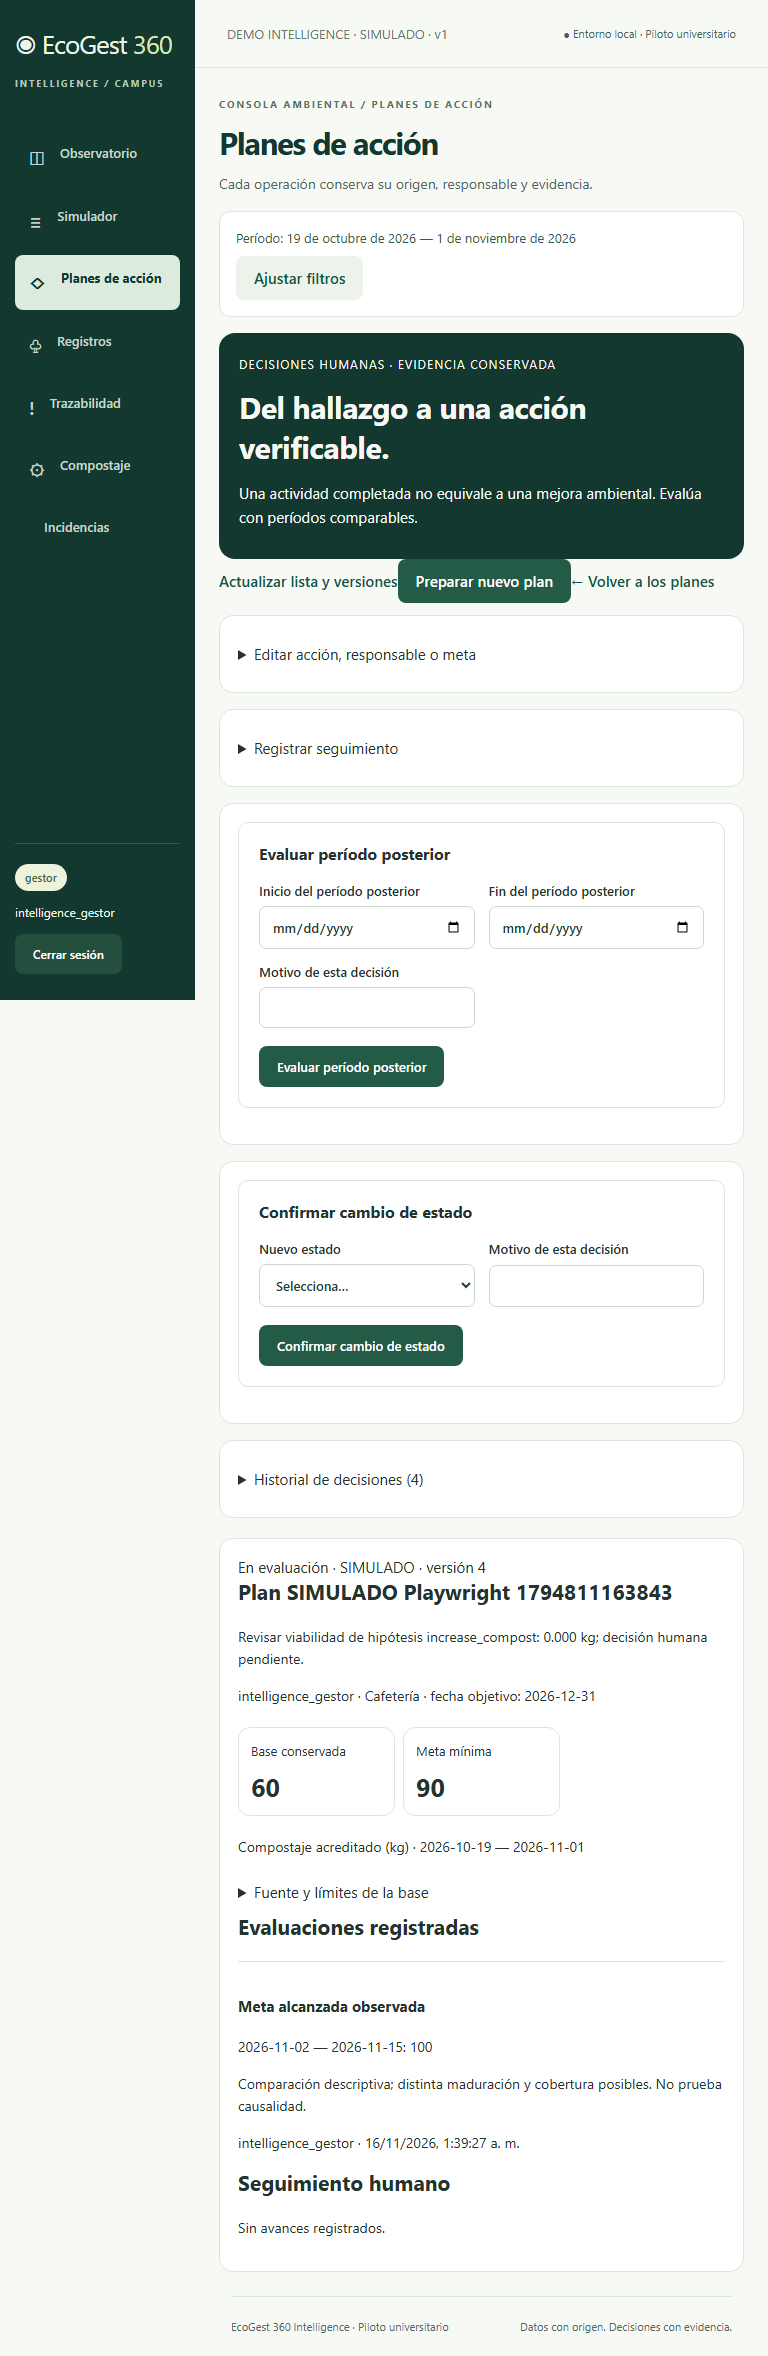 EcoGest 360
INTELLIGENCE / CAMPUS
Observatorio
Simulador
Planes de acción
Registros
! Trazabilidad
Compostaje
Incidencias
gestor
intelligence_gestor
Cerrar sesión
DEMO INTELLIGENCE · SIMULADO · v1
● Entorno local · Piloto universitario
CONSOLA AMBIENTAL / PLANES DE ACCIÓN
Planes de acción
Cada operación conserva su origen, responsable y evidencia.
Período: 19 de octubre de 2026 — 1 de noviembre de 2026
Ajustar filtros
DECISIONES HUMANAS · EVIDENCIA CONSERVADA
Del hallazgo a una acción
verificable.
Una actividad completada no equivale a una mejora ambiental. Evalúa
con períodos comparables.
Actualizar lista y versiones Preparar nuevo plan ← Volver a los planes
▶ Editar acción, responsable o meta
▶ Registrar seguimiento
Evaluar período posterior
Inicio del período posterior Fin del período posterior
mm/dd/yyyy mm/dd/yyyy
Motivo de esta decisión
Evaluar período posterior
Confirmar cambio de estado
Nuevo estado Motivo de esta decisión
Selecciona...
Confirmar cambio de estado
▶ Historial de decisiones (4)
En evaluación · SIMULADO · versión 4
Plan SIMULADO Playwright 1794811163843
Revisar viabilidad de hipótesis increase_compost: 0.000 kg; decisión humana
pendiente.
intelligence_gestor · Cafetería · fecha objetivo: 2026-12-31
Base conservada Meta mínima
60 90
Compostaje acreditado (kg) · 2026-10-19 — 2026-11-01
▶ Fuente y límites de la base
Evaluaciones registradas
Meta alcanzada observada
2026-11-02 — 2026-11-15: 100
Comparación descriptiva; distinta maduración y cobertura posibles. No prueba
causalidad.
intelligence_gestor · 16/11/2026, 1:39:27 a. m.
Seguimiento humano
Sin avances registrados.
EcoGest 360 Intelligence · Piloto universitario Datos con origen. Decisiones con evidencia.